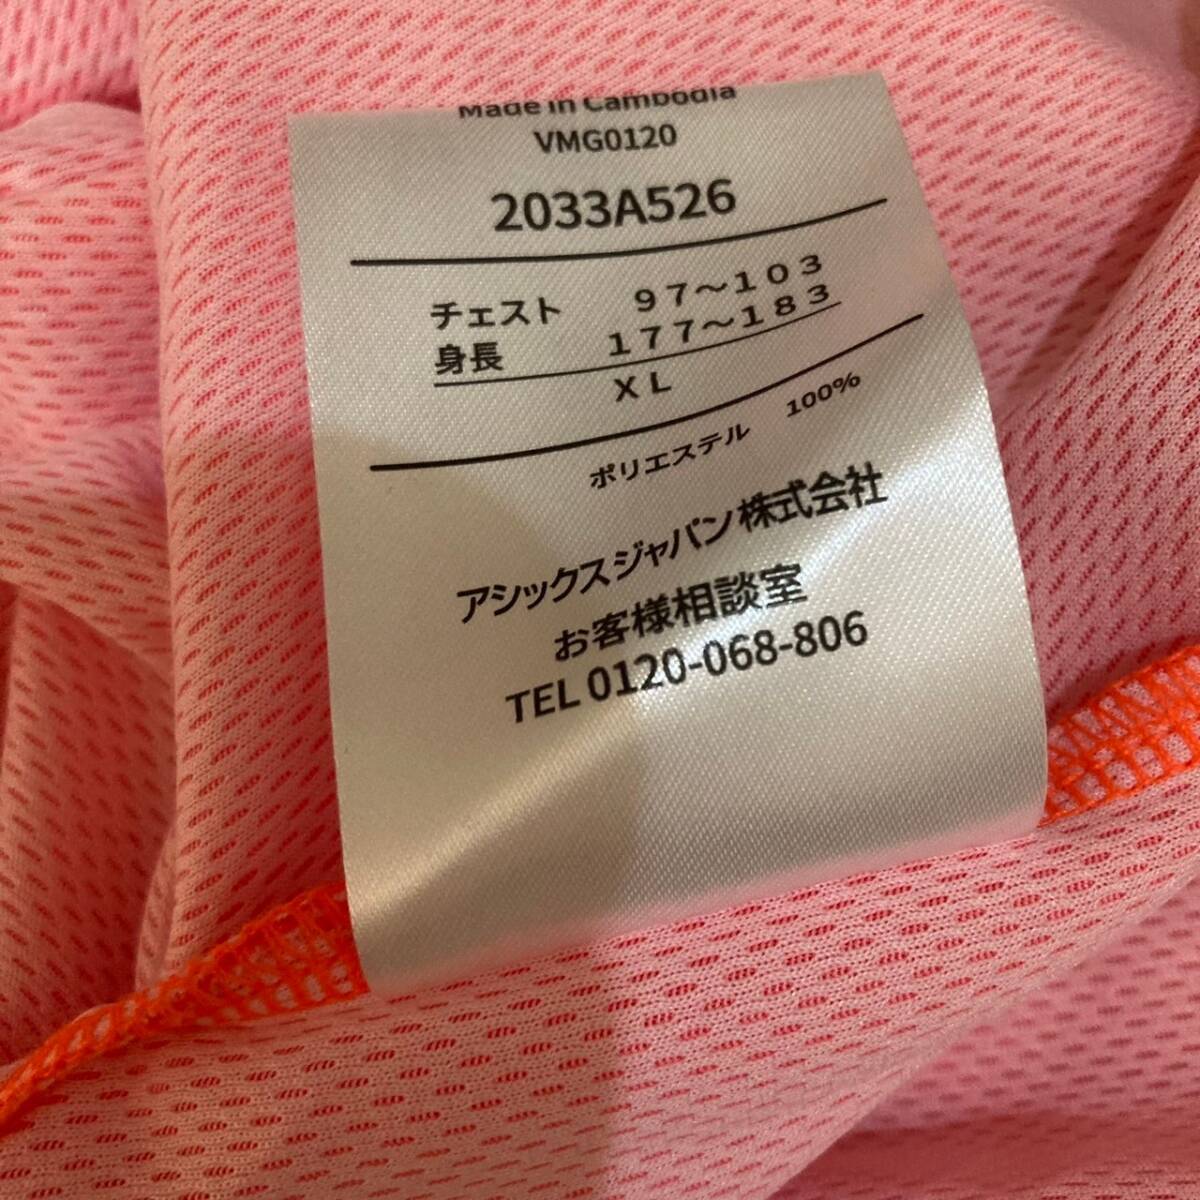 Made in Cambodia
VMG0120
2033A526
チェスト 97～103
身長 177～183
XL
ポリエステル 100%
アシックスジャパン株式会社
お客様相談室
TEL 0120-068-806